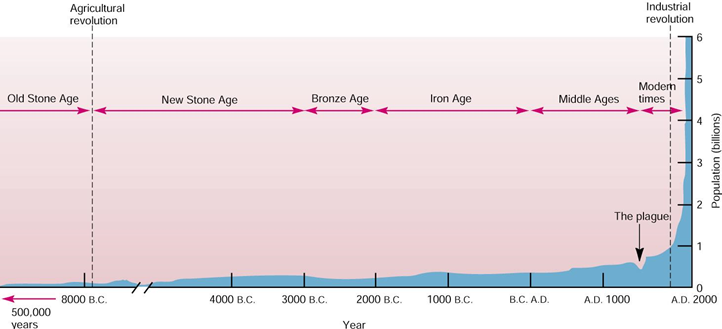 Agricultural
revolution
Industrial
revolution
6
5
4
3
2
1
0
Population (billions)
Old Stone Age
New Stone Age
Bronze Age
Iron Age
Middle Ages
Modern
times
The plague
8000 B.C.
4000 B.C.
3000 B.C.
2000 B.C.
1000 B.C.
B.C. A.D.
A.D. 1000
A.D. 2000
500,000
years
Year